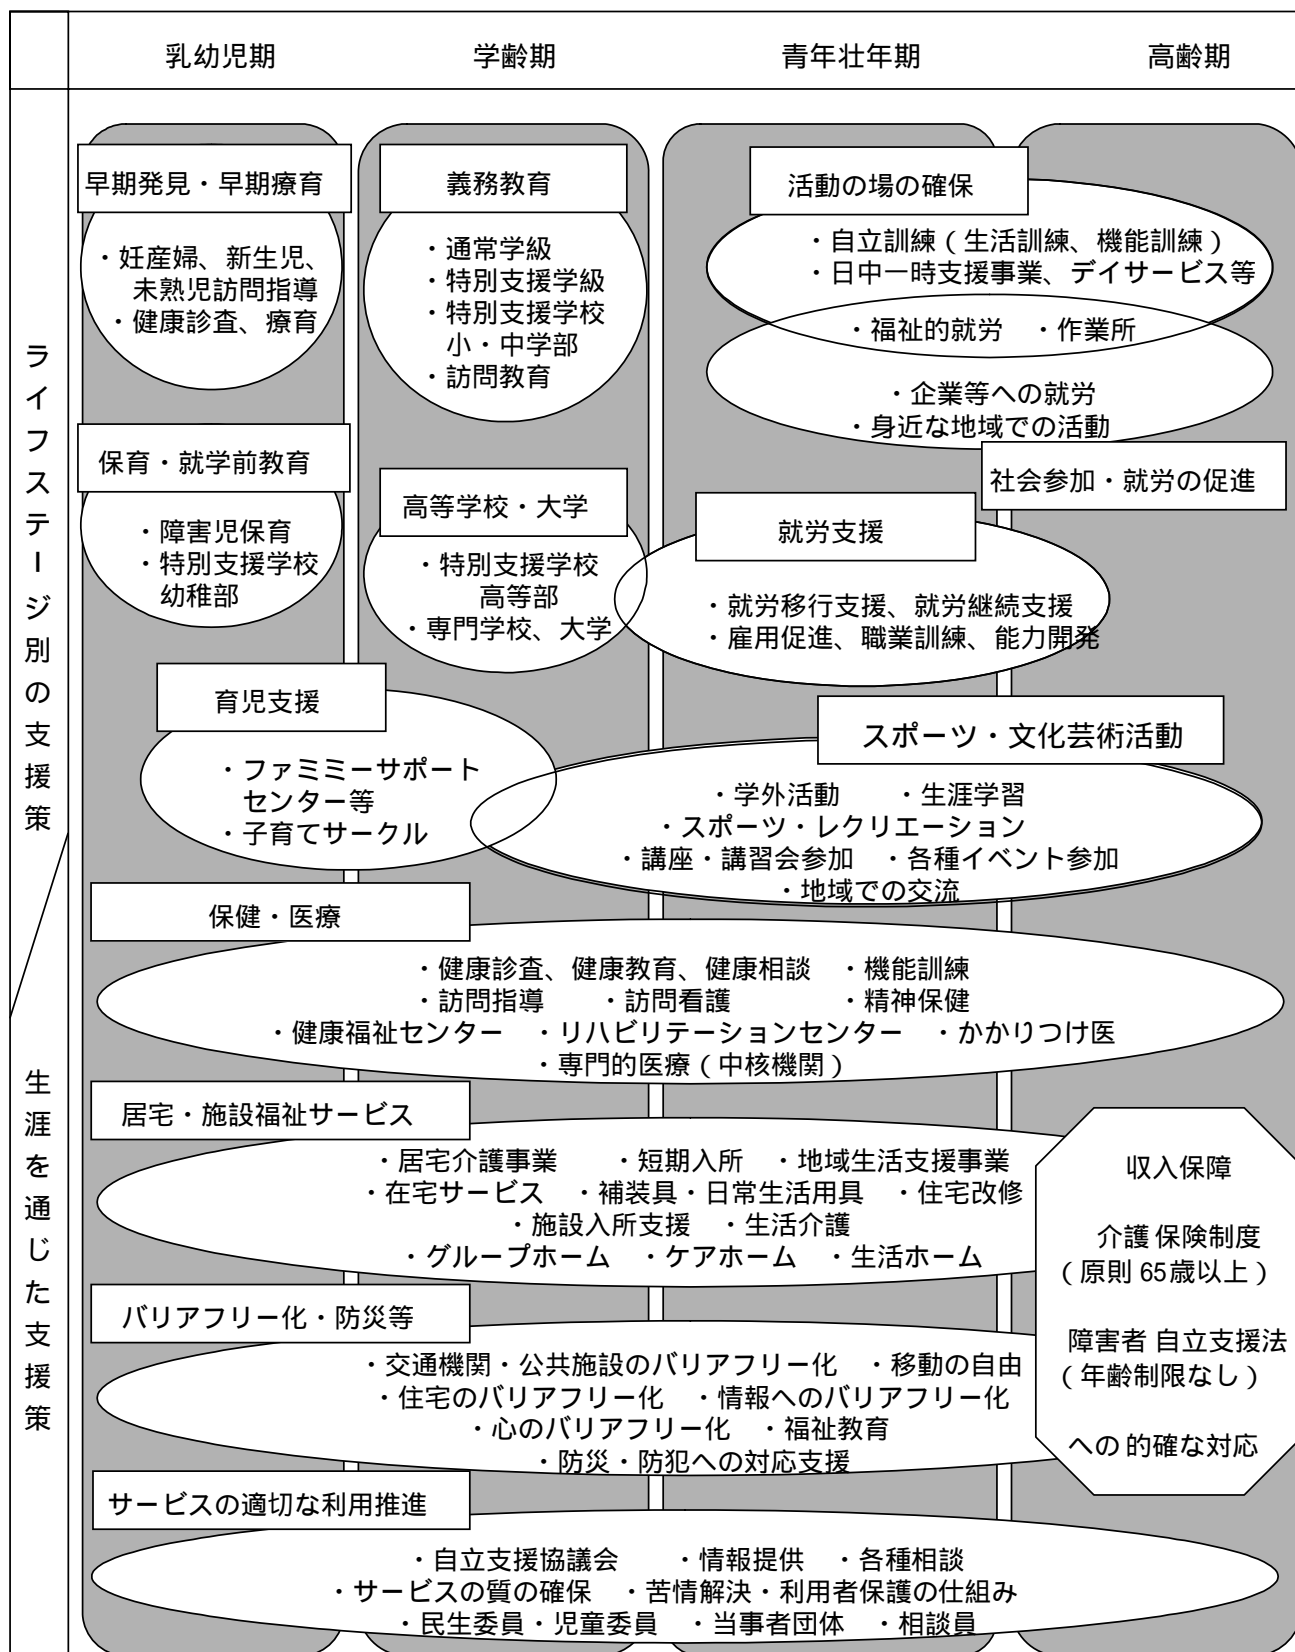 乳幼児期　学齢期　青年壮年期　高齢期
ライフステージ別の支援策
早期発見・早期療育
・妊産婦、新生児、
未熟児訪問指導
・健康診査、療育
義務教育
・通常学級
・特別支援学級
・特別支援学校
小・中学部
・訪問教育
活動の場の確保
・自立訓練（生活訓練、機能訓練）
・日中一時支援事業、デイサービス等
・福祉的就労　・作業所
・企業等への就労
・身近な地域での活動
社会参加・就労の促進
保育・就学前教育
・障害児保育
・特別支援学校
幼稚部
高等学校・大学
・特別支援学校
高等部
・専門学校、大学
就労支援
・就労移行支援、就労継続支援
・雇用促進、職業訓練、能力開発
育児支援
・ファミミーサポート
センター等
・子育てサークル
スポーツ・文化芸術活動
・学外活動　・生涯学習
・スポーツ・レクリエーション
・講座・講習会参加　・各種イベント参加
・地域での交流
生涯を通じた支援策
保健・医療
・健康診査、健康教育、健康相談　・機能訓練
・訪問指導　・訪問看護　・精神保健
・健康福祉センター　・リハビリテーションセンター　・かかりつけ医
・専門的医療（中核機関）
居宅・施設福祉サービス
・居宅介護事業　・短期入所　・地域生活支援事業
・在宅サービス　・補装具・日常生活用具　・住宅改修
・施設入所支援　・生活介護
・グループホーム　・ケアホーム　・生活ホーム
収入保障
介護保険制度
（原則65歳以上）
障害者自立支援法
（年齢制限なし）
への的確な対応
バリアフリー化・防災等
・交通機関・公共施設のバリアフリー化　・移動の自由
・住宅のバリアフリー化　・情報へのバリアフリー化
・心のバリアフリー化　・福祉教育
・防災・防犯への対応支援
サービスの適切な利用推進
・自立支援協議会　・情報提供　・各種相談
・サービスの質の確保　・苦情解決・利用者保護の仕組み
・民生委員・児童委員　・当事者団体　・相談員